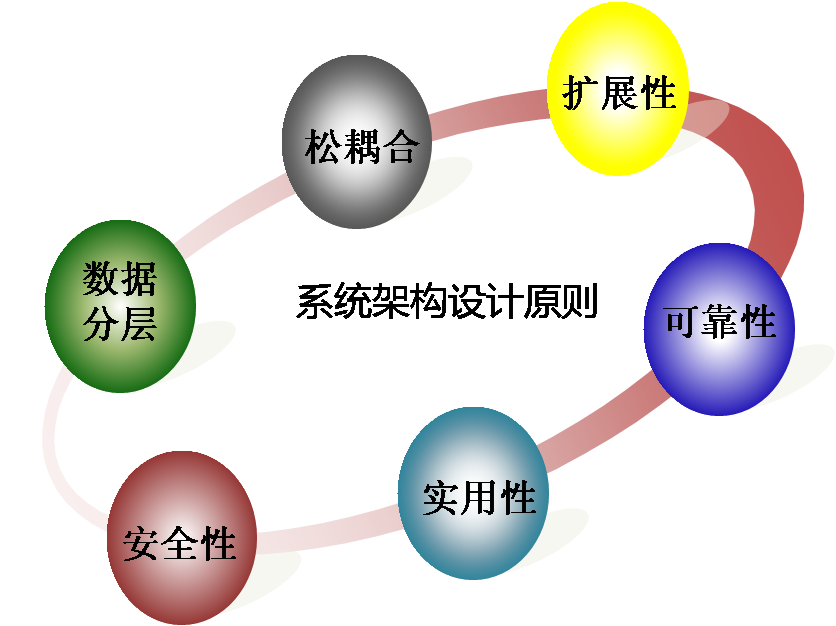 扩展性
松耦合
数据
分层
系统架构设计原则
可靠性
实用性
安全性